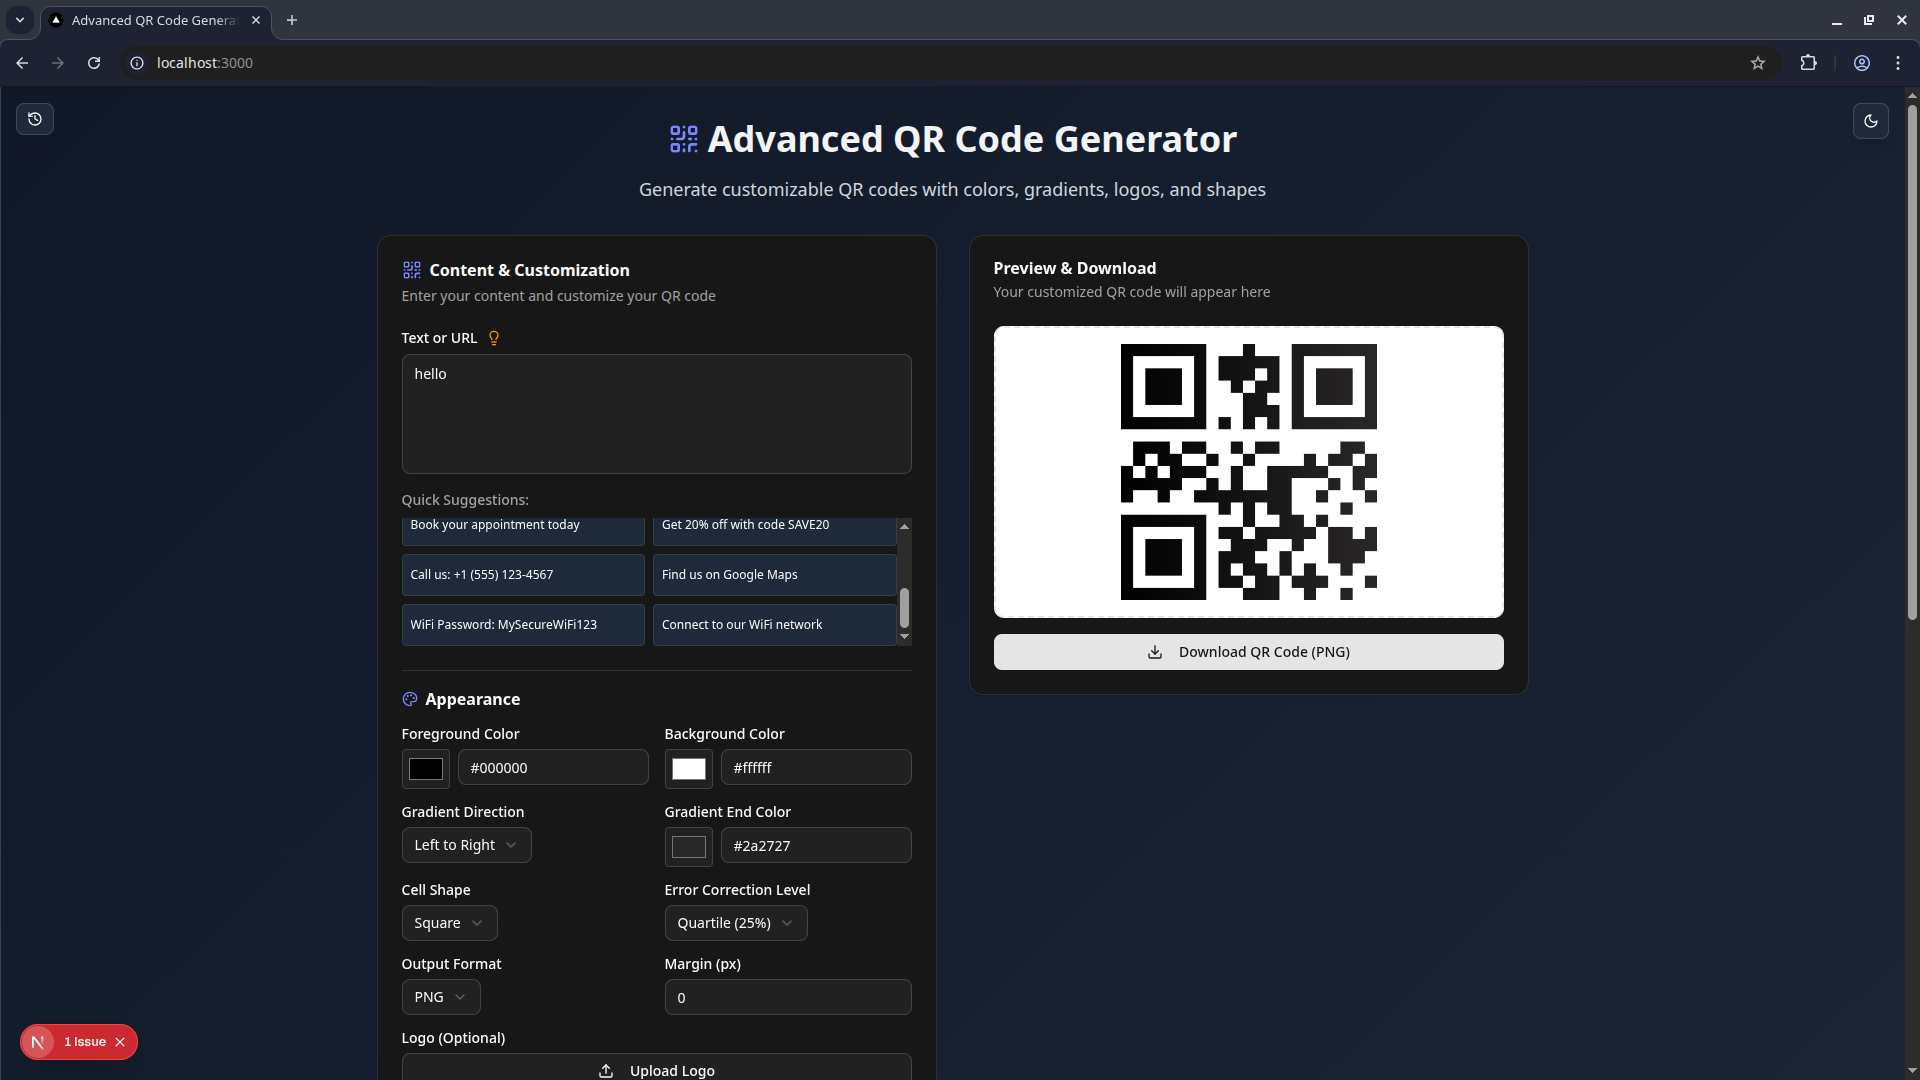 Advanced QR Code Genera
localhost:3000
Advanced QR Code Generator
Generate customizable QR codes with colors, gradients, logos, and shapes
Content & Customization
Enter your content and customize your QR code
Text or URL
hello
Quick Suggestions:
Book your appointment today
Get 20% off with code SAVE20
Call us: +1 (555) 123-4567
Find us on Google Maps
WiFi Password: MySecureWiFi123
Connect to our WiFi network
Appearance
Foreground Color
Background Color
#000000
#ffffff
Gradient Direction
Gradient End Color
Left to Right
#2a2727
Cell Shape
Error Correction Level
Square
Quartile (25%)
Output Format
Margin (px)
PNG
0
Logo (Optional)
Upload Logo
Preview & Download
Your customized QR code will appear here
Download QR Code (PNG)
N
1 Issue